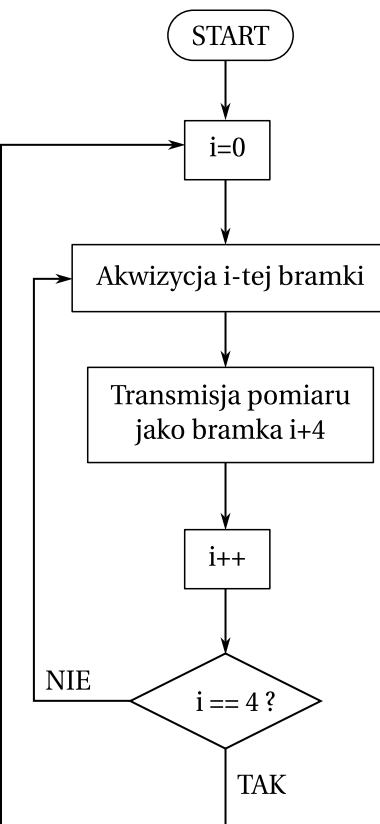 START
i=0
Akwizycja i-tej bramki
Transmisja pomiaru
jako bramka i+4
i++
i == 4 ?
NIE
TAK